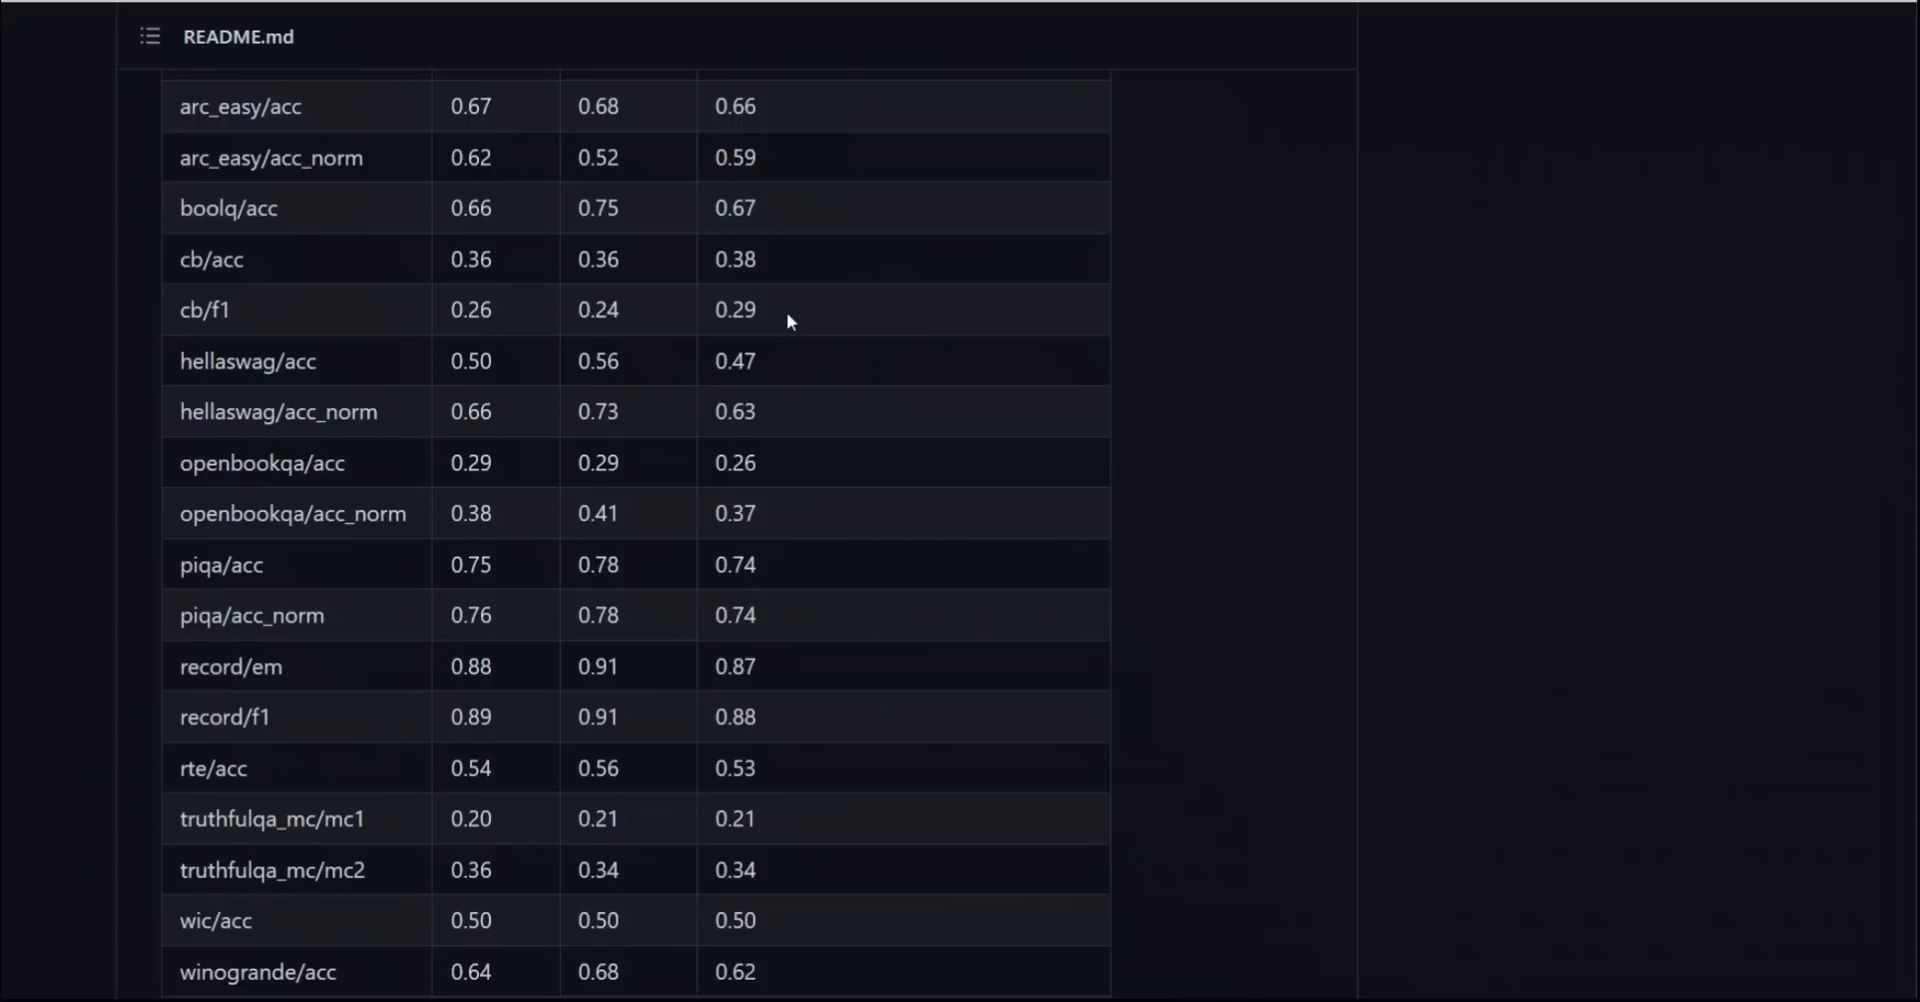 README.md
arc_easy/acc 0.67 0.68 0.66
arc_easy/acc_norm 0.62 0.52 0.59
boolq/acc 0.66 0.75 0.67
cb/acc 0.36 0.36 0.38
cb/f1 0.26 0.24 0.29
hellaswag/acc 0.50 0.56 0.47
hellaswag/acc_norm 0.66 0.73 0.63
openbookqa/acc 0.29 0.29 0.26
openbookqa/acc_norm 0.38 0.41 0.37
piqa/acc 0.75 0.78 0.74
piqa/acc_norm 0.76 0.78 0.74
record/em 0.88 0.91 0.87
record/f1 0.89 0.91 0.88
rte/acc 0.54 0.56 0.53
truthfulqa_mc/mc1 0.20 0.21 0.21
truthfulqa_mc/mc2 0.36 0.34 0.34
wic/acc 0.50 0.50 0.50
winogrande/acc 0.64 0.68 0.62